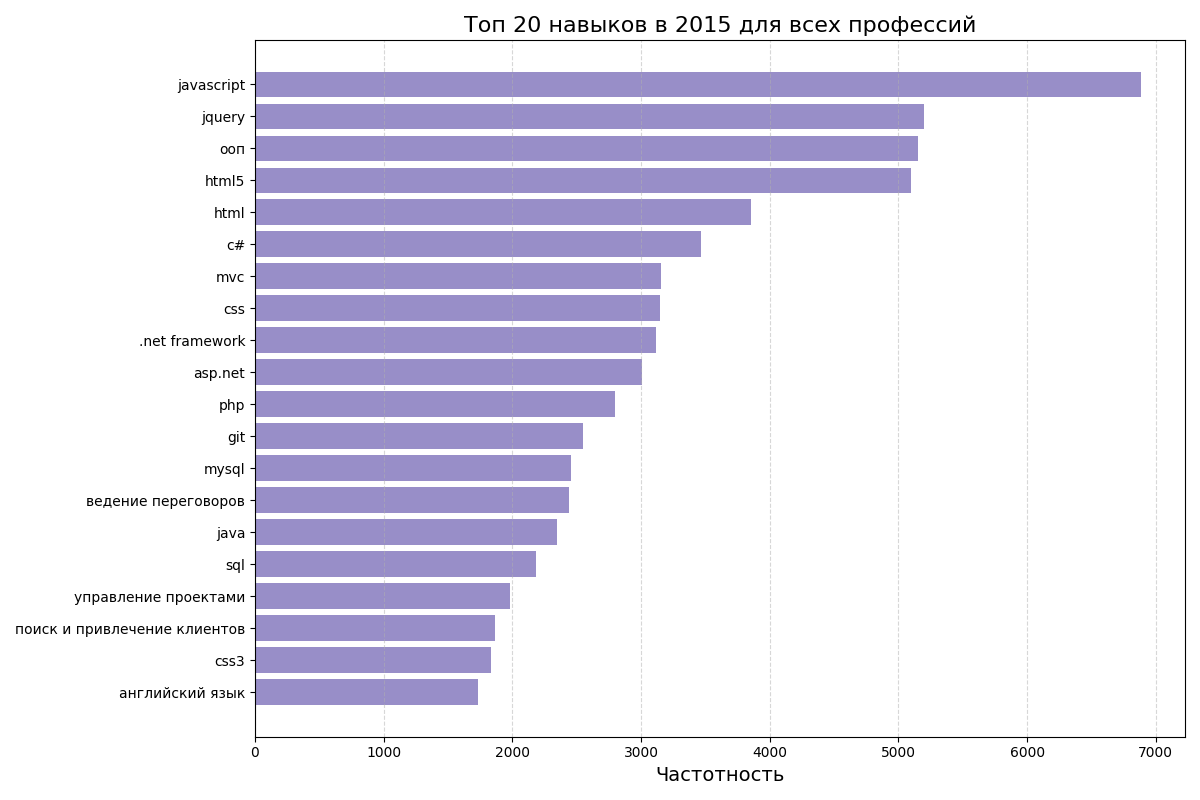 Топ 20 навыков в 2015 для всех профессий
javascript
jquery
ооп
html5
html
c#
mvc
css
.net framework
asp.net
php
git
mysql
ведение переговоров
java
sql
управление проектами
поиск и привлечение клиентов
css3
английский язык
0 1000 2000 3000 4000 5000 6000 7000
Частотность